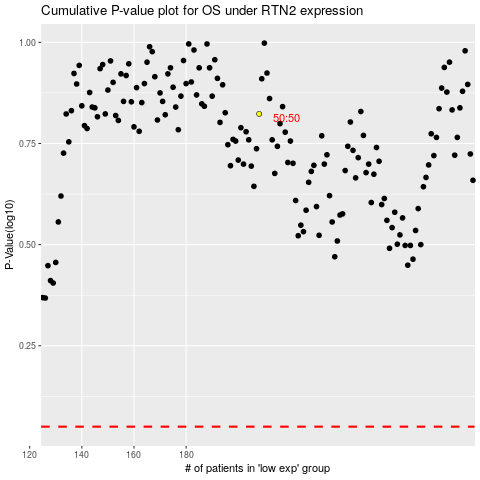 Cumulative P-value plot for OS under RTN2 expression
P-Value(log10)
1.00
0.75
0.50
0.25
50:50
120 140 160 180
# of patients in 'low exp' group